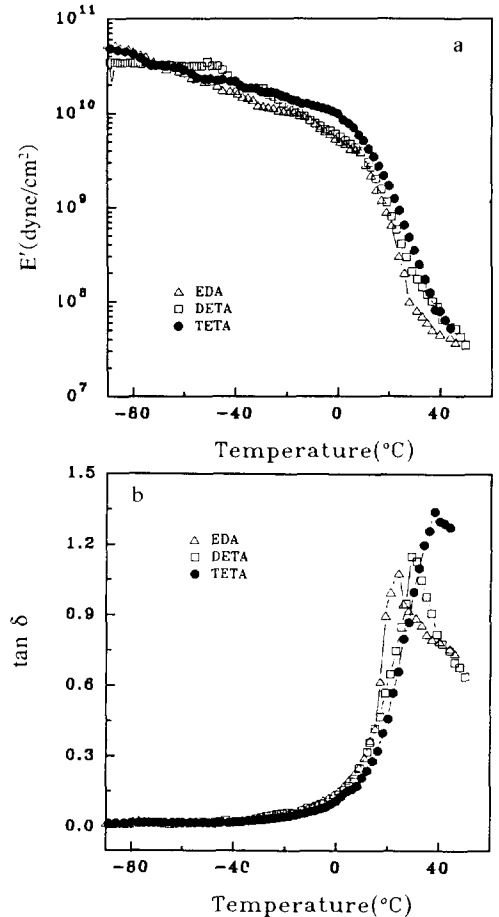 a
10¹¹
10¹⁰
10⁹
10⁸
0⁷
E'(dyne/cm²)
△ EDA
□ DETA
● TETA
-80 -40 0 40
Temperature(°C)
b
1.5
1.2
0.9
0.6
0.3
0.0
tan δ
△ EDA
□ DETA
● TETA
-80 -40 0 40
Temperature(°C)